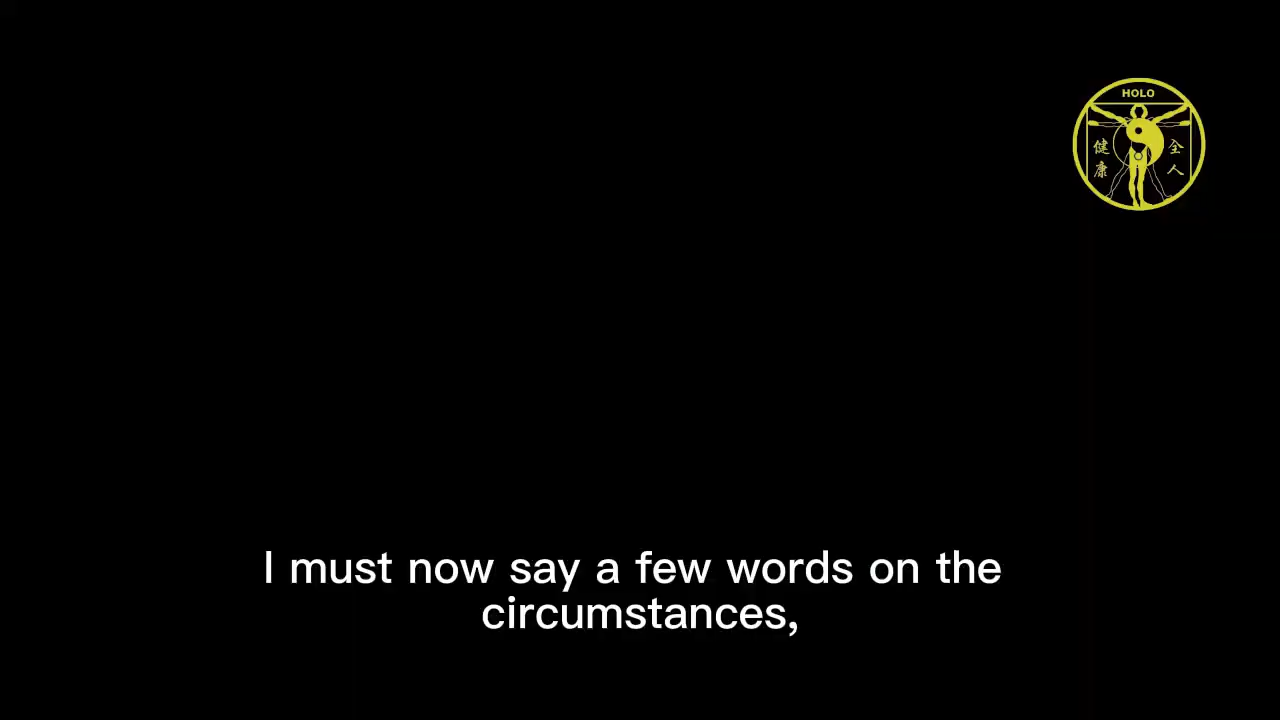 HOLO
健 全
康 人
I must now say a few words on the
circumstances,